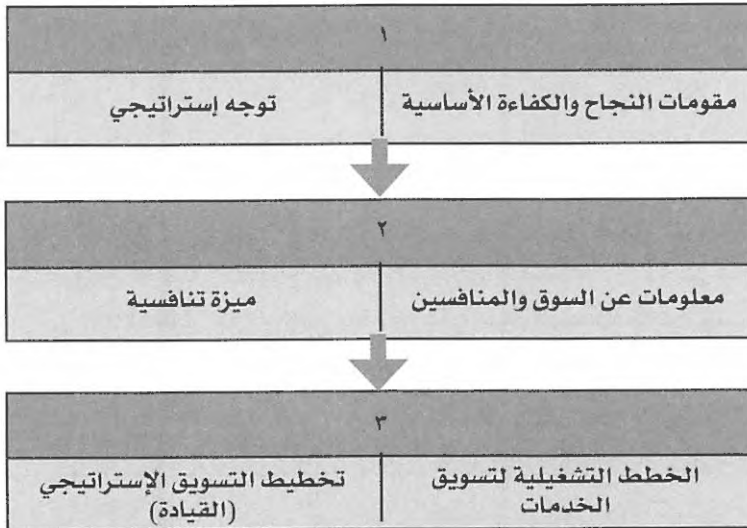 ١
مقومات النجاح والكفاءة الأساسية
توجه إستراتيجي
٢
معلومات عن السوق والمنافسين
ميزة تنافسية
٣
الخطط التشغيلية لتسويق
الخدمات
تخطيط التسويق الإستراتيجي
(القيادة)